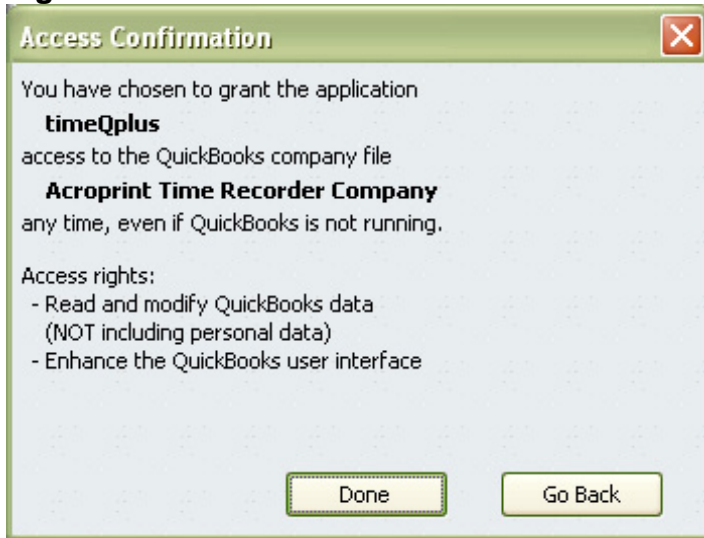 Access Confirmation
You have chosen to grant the application
timeQplus
access to the QuickBooks company file
Acroprint Time Recorder Company
any time, even if QuickBooks is not running.
Access rights:
- Read and modify QuickBooks data
(NOT including personal data)
- Enhance the QuickBooks user interface
Done
Go Back